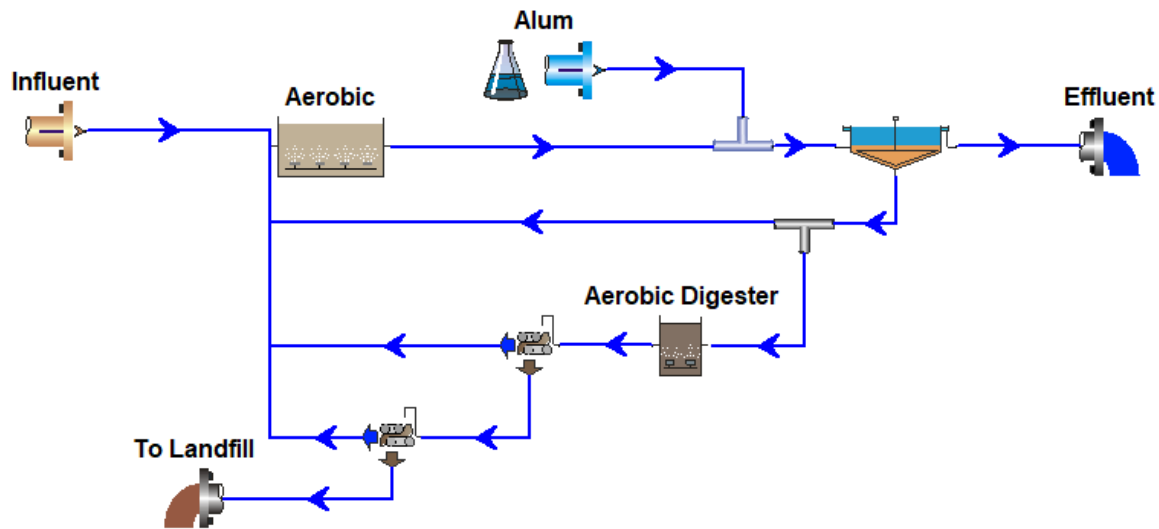 Alum
Influent
Aerobic
Effluent
Aerobic Digester
To Landfill